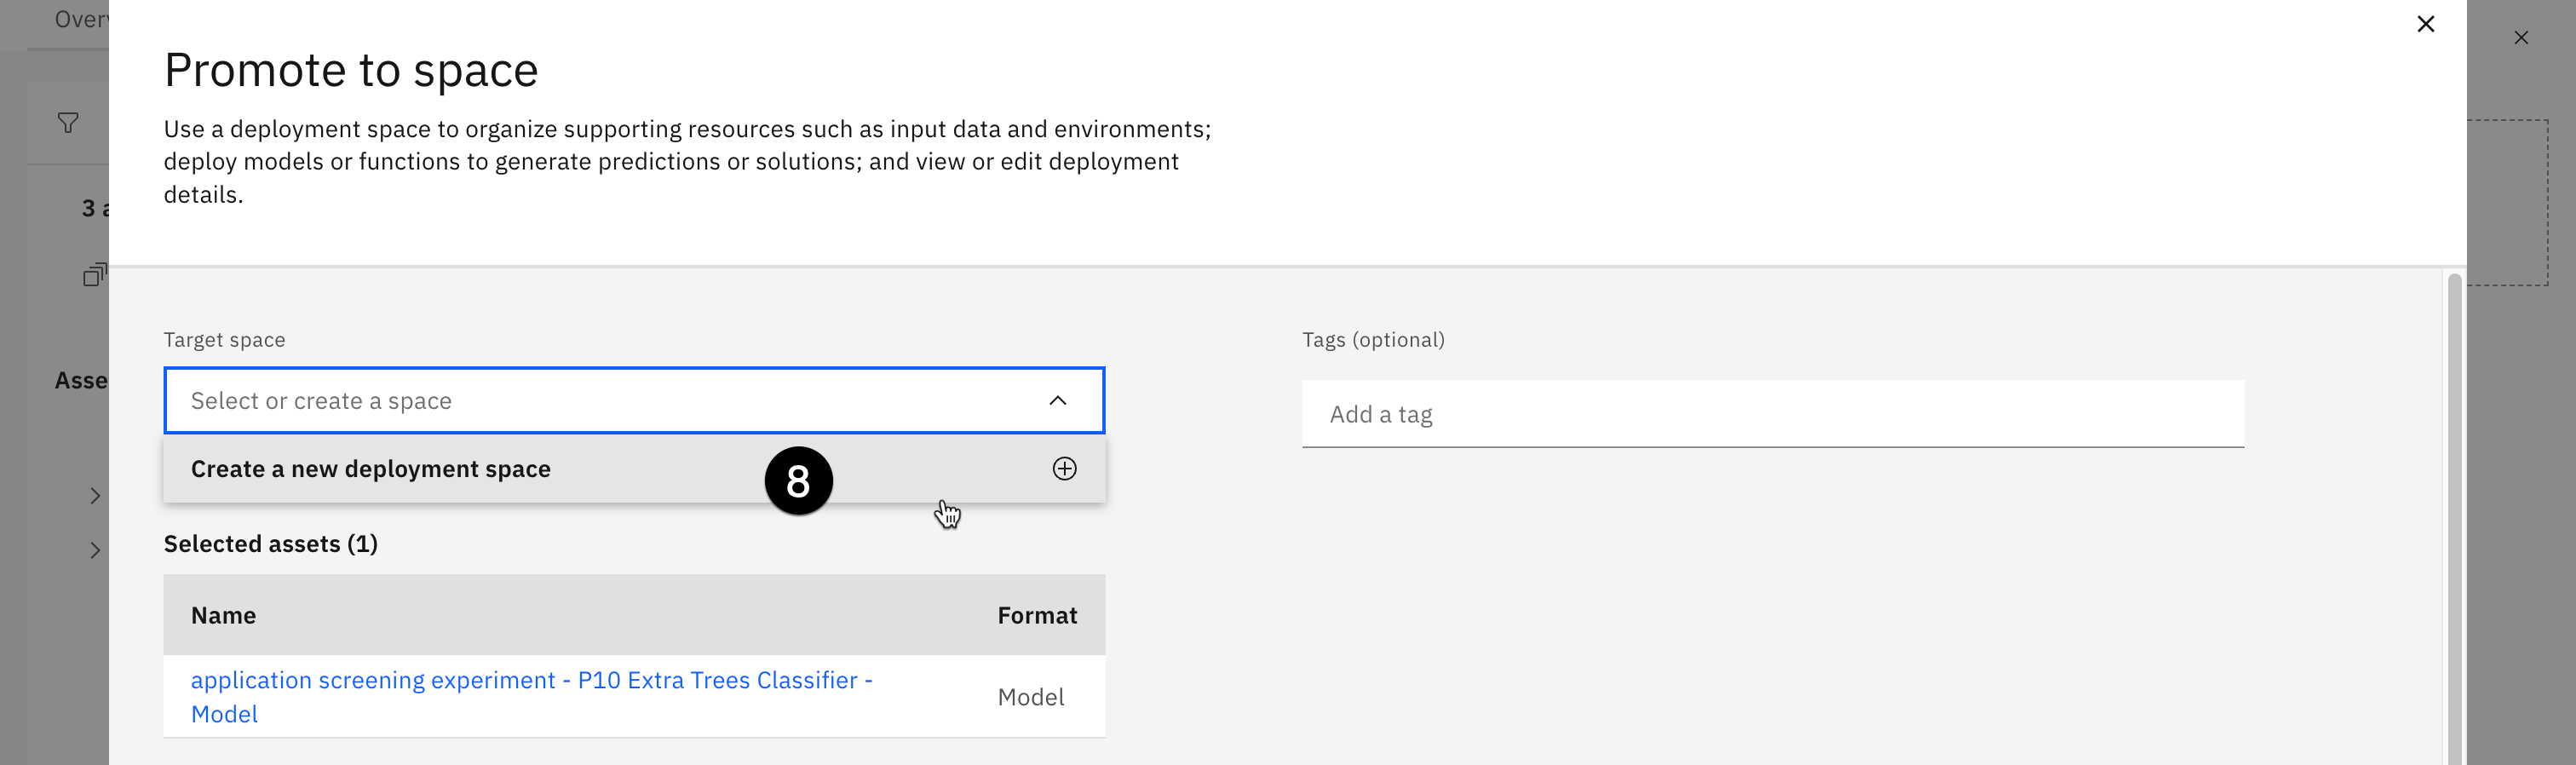 Promote to space
Use a deployment space to organize supporting resources such as input data and environments;
deploy models or functions to generate predictions or solutions; and view or edit deployment
details.
3
Target space
Tags (optional)
Select or create a space
Add a tag
Create a new deployment space
8
Selected assets (1)
Name Format
application screening experiment - P10 Extra Trees Classifier -
Model
Model